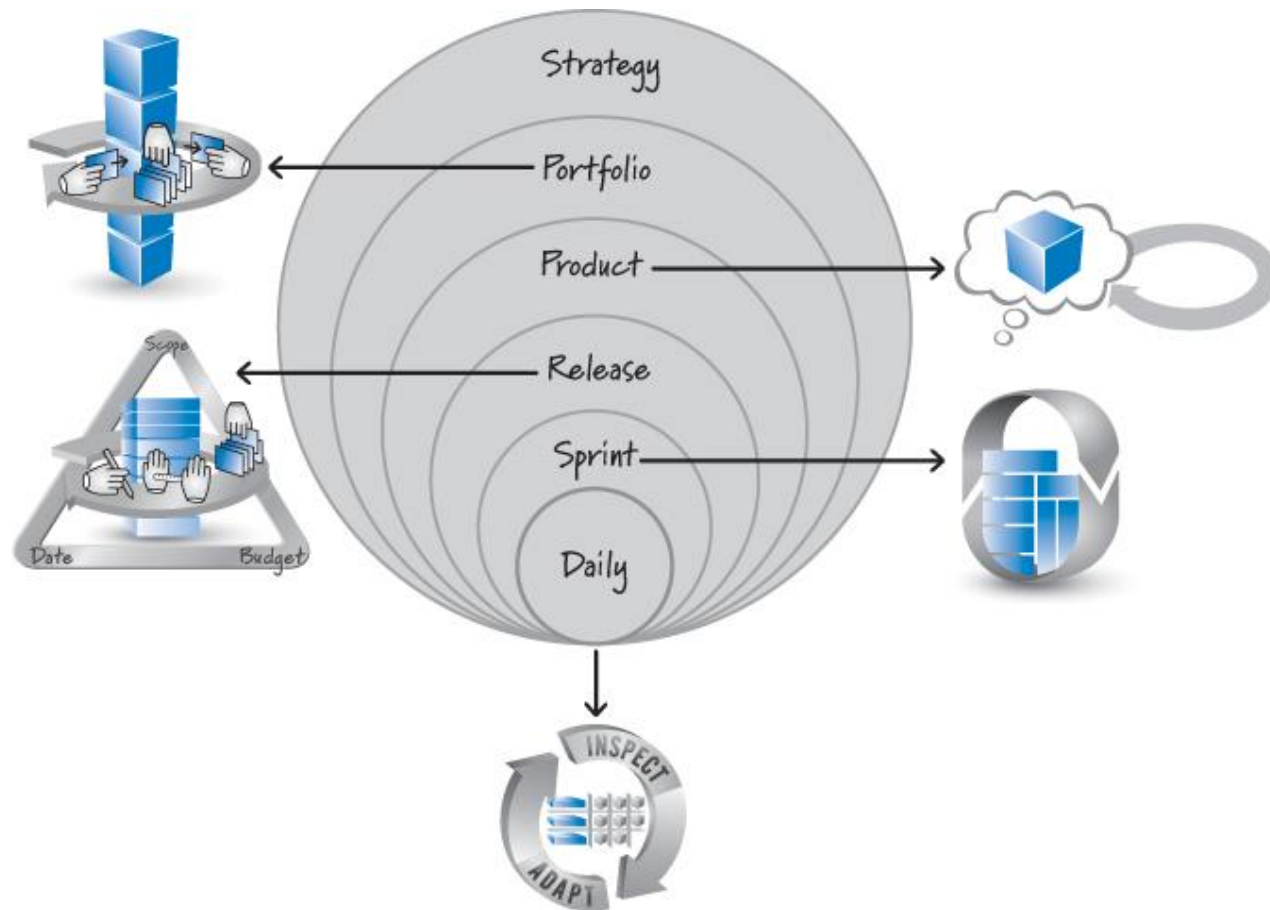 Strategy
Portfolio
Product
Release
Scope
Sprint
Date
Budget
Daily
INSPECT
ADAPT